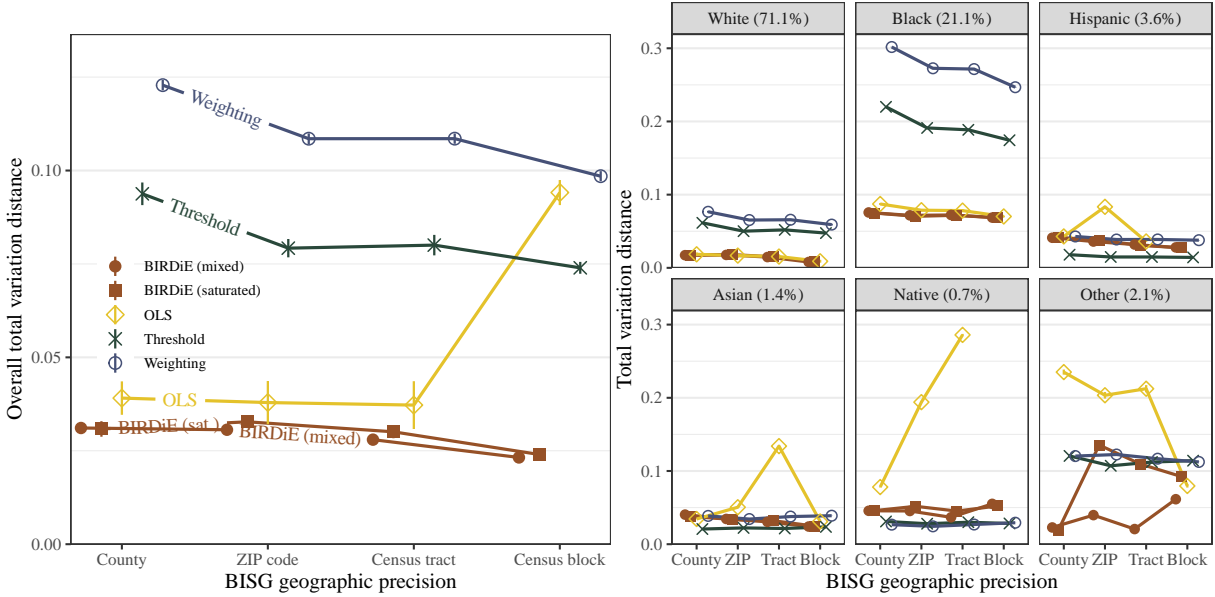 Overall total variation distance
0.10
0.05
0.00
Weighting
Threshold
BIRDiE (mixed)
BIRDiE (saturated)
OLS
Threshold
Weighting
OLS
BIRDiE (sat.)
BIRDiE (mixed)
County
ZIP code
Census tract
Census block
BISG geographic precision
Total variation distance
White (71.1%)
Black (21.1%)
Hispanic (3.6%)
0.3
0.2
0.1
0.0
Asian (1.4%)
Native (0.7%)
Other (2.1%)
0.3
0.2
0.1
0.0
County ZIP Tract Block
County ZIP Tract Block
County ZIP Tract Block
BISG geographic precision